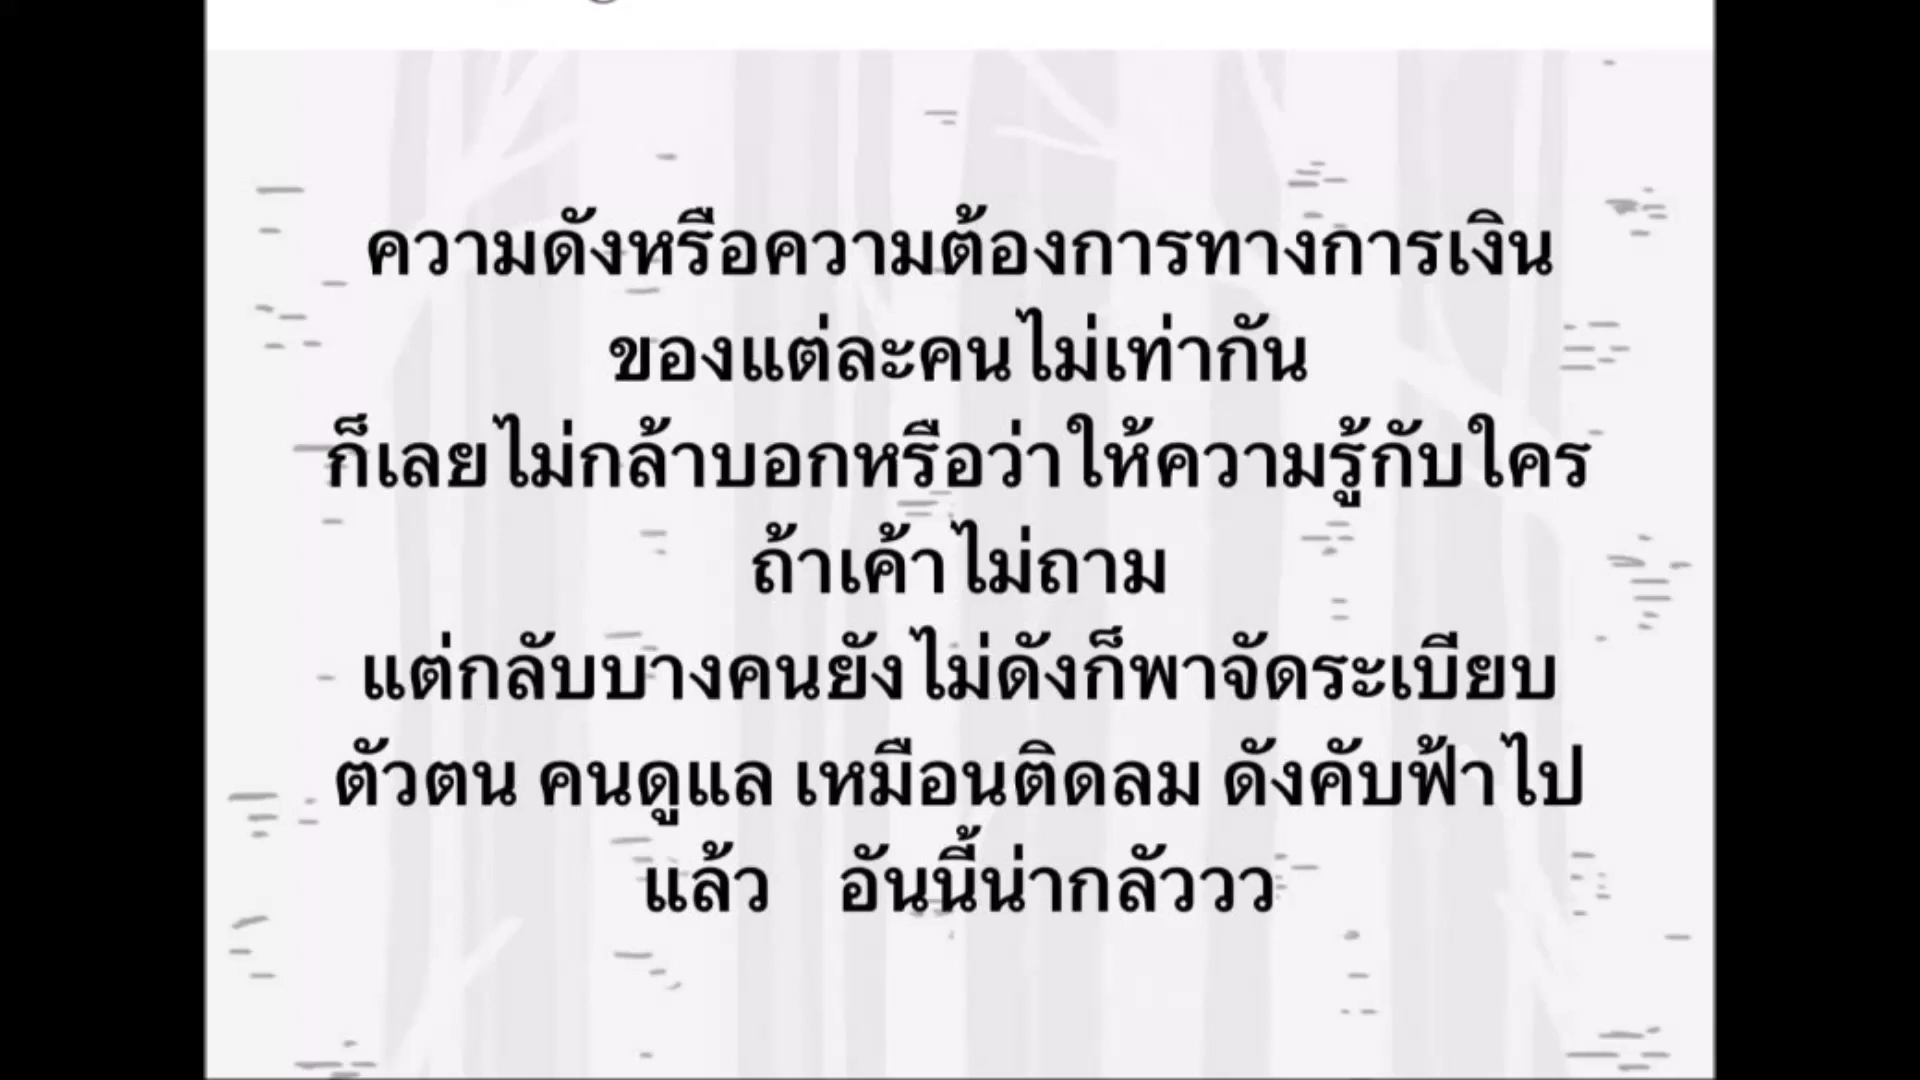 ความดังหรือความต้องการทางการเงิน
ของแต่ละคนไม่เท่ากัน
ก็เลยไม่กล้าบอกหรือว่าให้ความรู้กับใคร
ถ้าเค้าไม่ถาม
แต่กลับบางคนยังไม่ดังก็พาจัดระเบียบ
ตัวตน คนดูแล เหมือนติดลม ดังคับฟ้าไป
แล้ว อันนี้น่ากลัววว